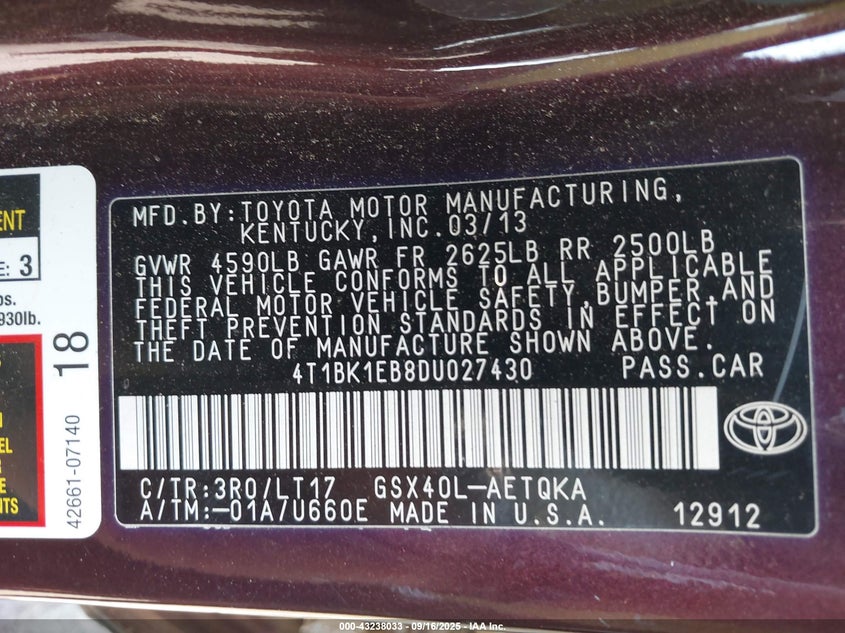 ENT
E: 3
os.
930lb.
EL
R
E
NTS
18
42661-07140
MFD.BY:TOYOTA MOTOR MANUFACTURING,
KENTUCKY,INC.03/13
GVWR 4590LB GAWR FR 2625LB RR 2500LB
THIS VEHICLE CONFORMS TO ALL APPLICABLE
FEDERAL MOTOR VEHICLE SAFETY,BUMPER,AND
THEFT PREVENTION STANDARDS IN EFFECT ON
THE DATE OF MANUFACTURE SHOWN ABOVE.
4T1BK1EB8DU027430 PASS.CAR
C/TR:3R0/LT17 GSX40L-AETQKA
A/TM:-01A/U660E MADE IN U.S.A. 12912
000-43238033 - 09/16/2025 - IAA Inc.